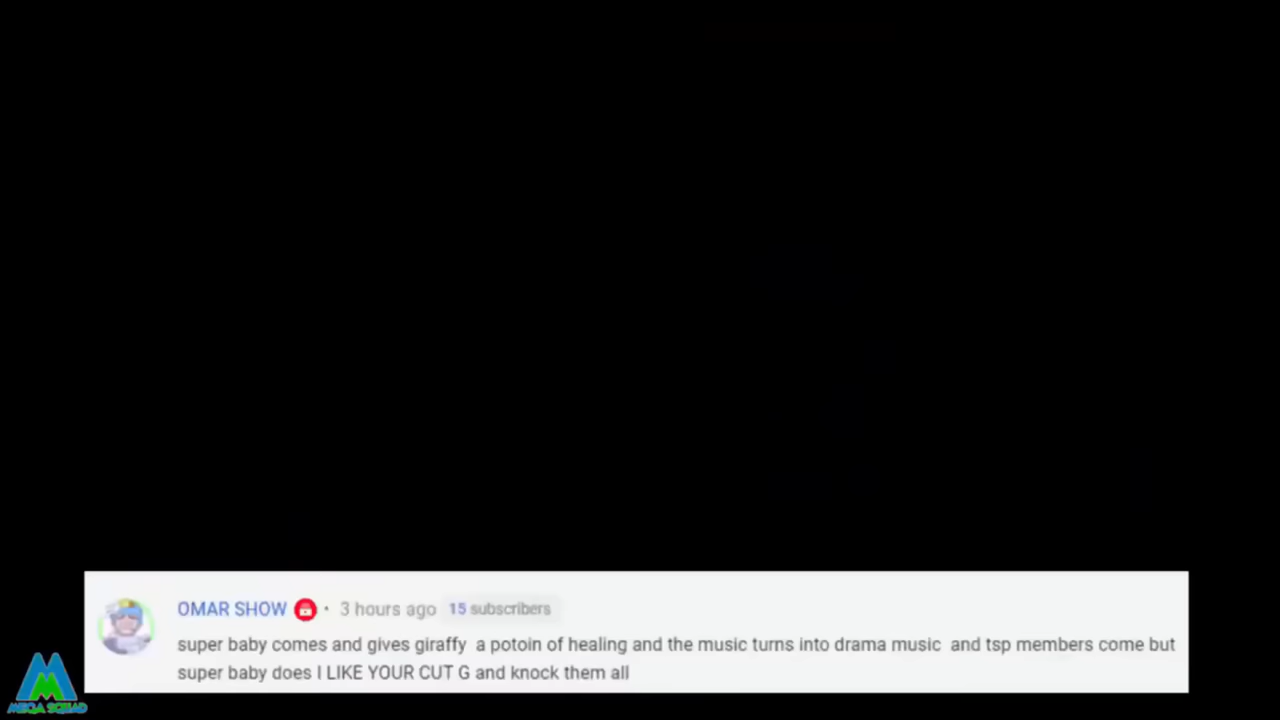 OMAR SHOW • 3 hours ago 15 subscribers
super baby comes and gives giraffy a potoin of healing and the music turns into drama music and tsp members come but
super baby does I LIKE YOUR CUT G and knock them all
MEGA SQUAD